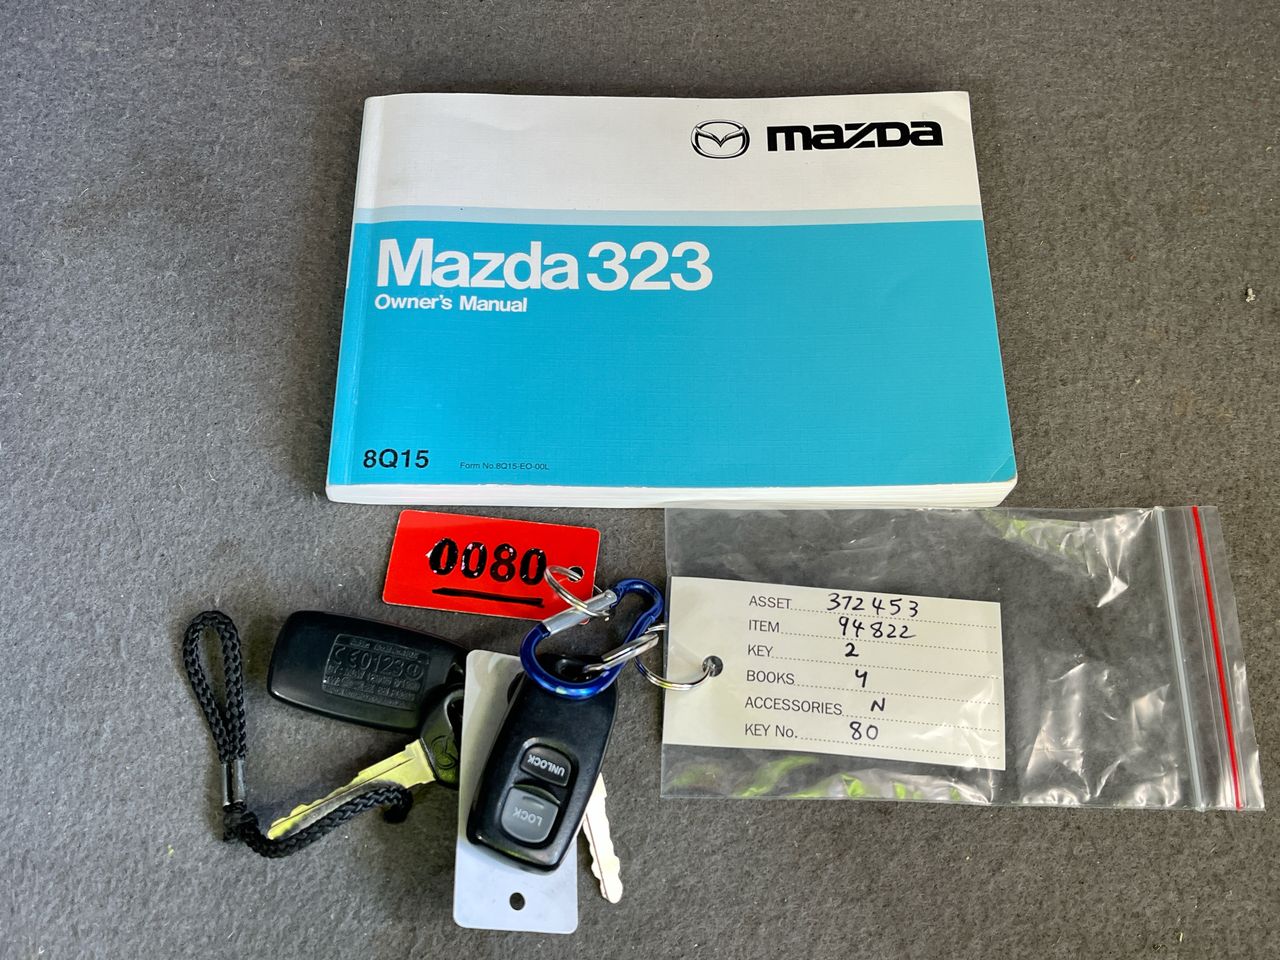 mazda
Mazda 323
Owner's Manual
8Q15
Form No.8Q15-EO-00L
0080
ASSET 372453
ITEM 94822
KEY 2
BOOKS 4
ACCESSORIES N
KEY No. 80
CE0123
UNLOCK
LOCK